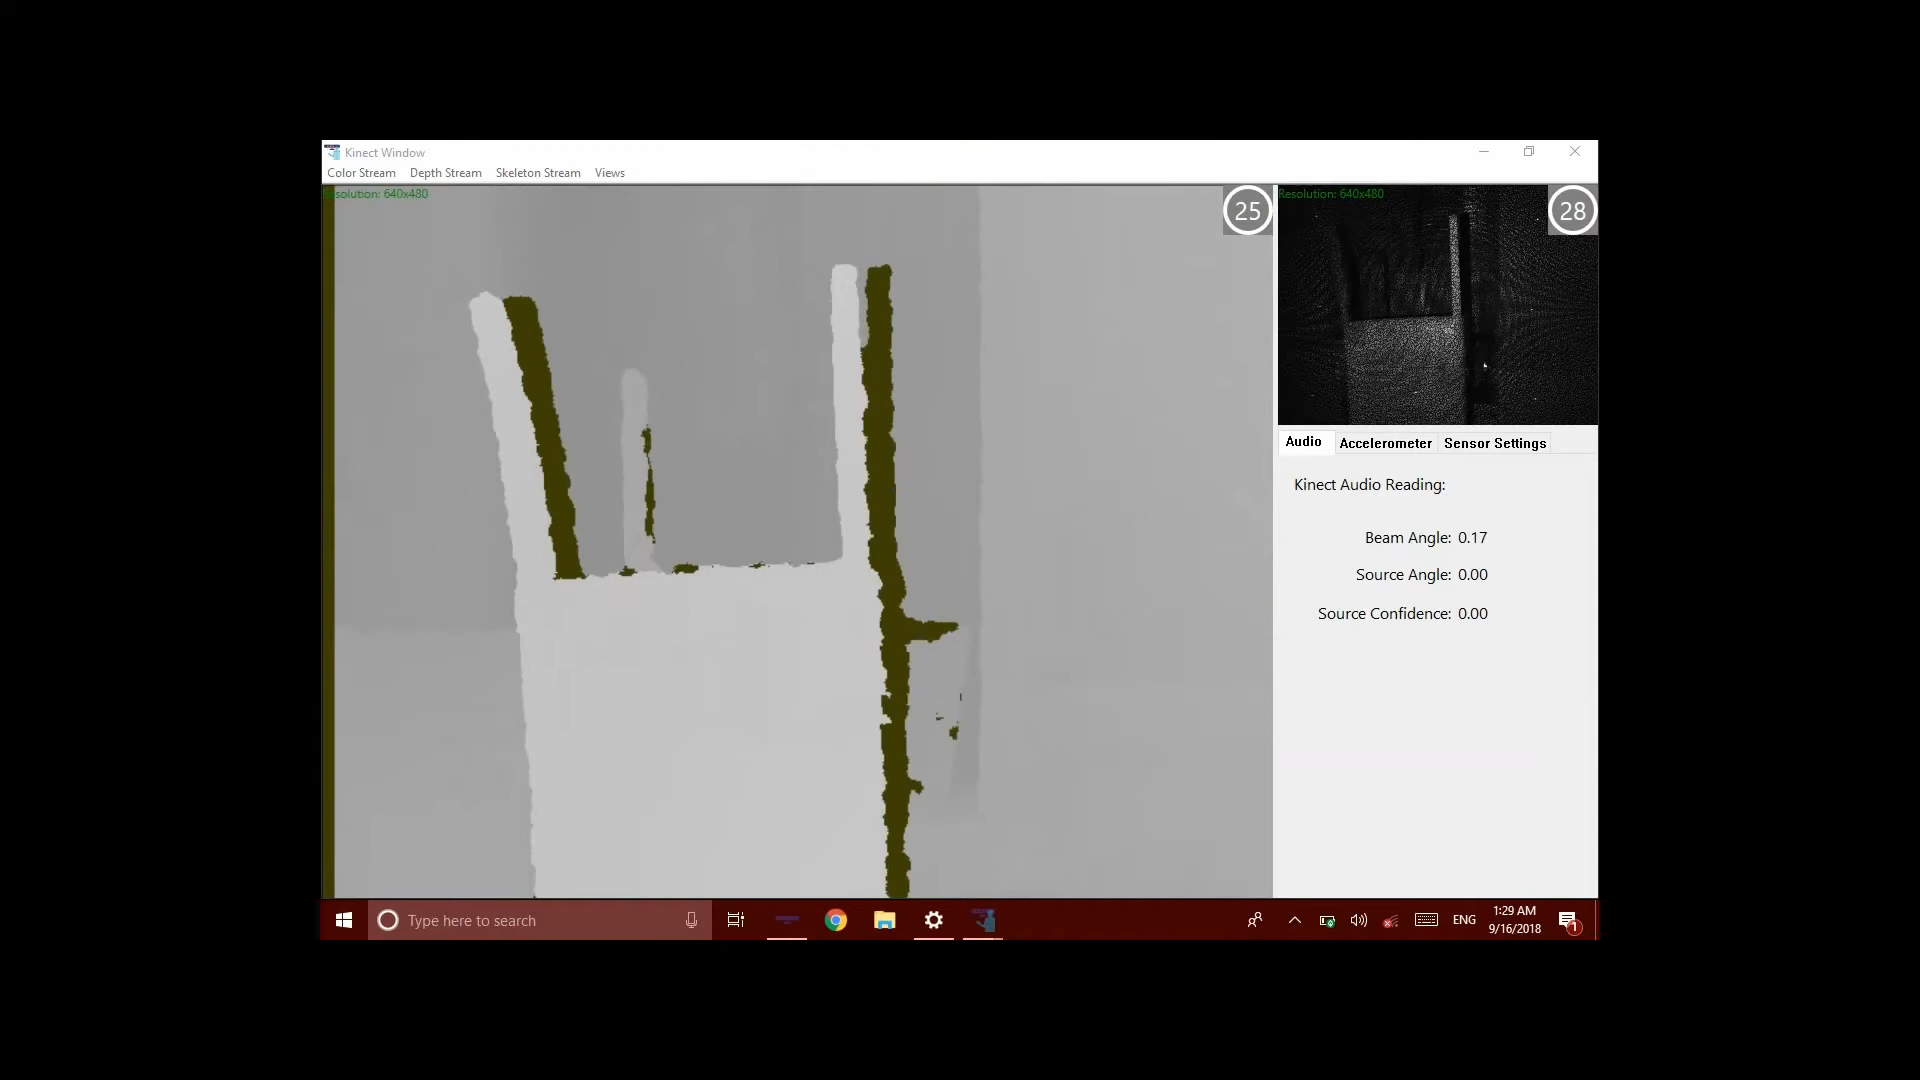 Kinect Window
Color Stream Depth Stream Skeleton Stream Views
Resolution: 640x480
25
Resolution: 640x480
28
Audio Accelerometer Sensor Settings
Kinect Audio Reading:
Beam Angle: 0.17
Source Angle: 0.00
Source Confidence: 0.00
Type here to search
ENG
1:29 AM
9/16/2018
1